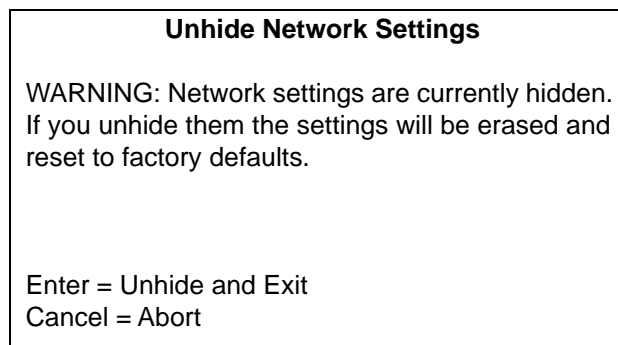 Unhide Network Settings
WARNING: Network settings are currently hidden.
If you unhide them the settings will be erased and
reset to factory defaults.
Enter = Unhide and Exit
Cancel = Abort